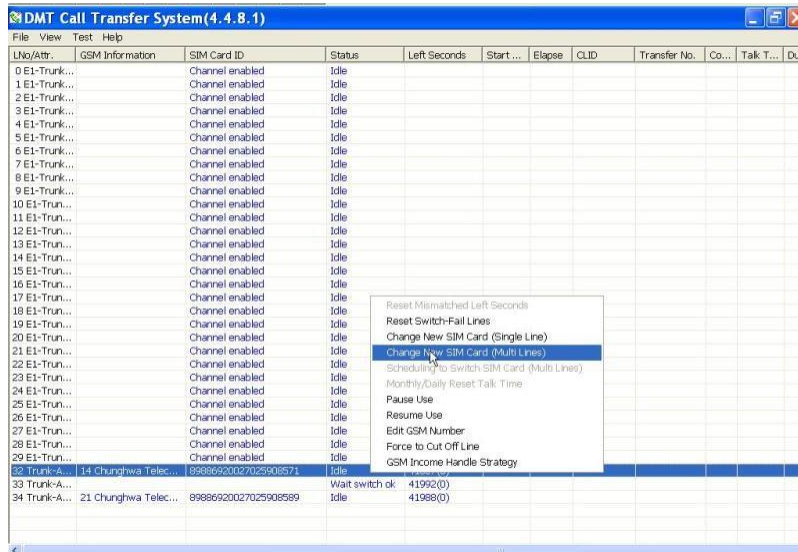 DMT Call Transfer System(4.4.8.1)
File View Test Help
LNo/Attr. GSM Information SIM Card ID Status Left Seconds Start ... Elapse CLID Transfer No. Co... Talk T... Du
0 E1-Trunk... Channel enabled Idle
1 E1-Trunk... Channel enabled Idle
2 E1-Trunk... Channel enabled Idle
3 E1-Trunk... Channel enabled Idle
4 E1-Trunk... Channel enabled Idle
5 E1-Trunk... Channel enabled Idle
6 E1-Trunk... Channel enabled Idle
7 E1-Trunk... Channel enabled Idle
8 E1-Trunk... Channel enabled Idle
9 E1-Trunk... Channel enabled Idle
10 E1-Trun... Channel enabled Idle
11 E1-Trun... Channel enabled Idle
12 E1-Trun... Channel enabled Idle
13 E1-Trun... Channel enabled Idle
14 E1-Trun... Channel enabled Idle
15 E1-Trun... Channel enabled Idle
16 E1-Trun... Channel enabled Idle
17 E1-Trun... Channel enabled Idle
18 E1-Trun... Channel enabled Idle
19 E1-Trun... Channel enabled Idle
20 E1-Trun... Channel enabled Idle
21 E1-Trun... Channel enabled Idle
22 E1-Trun... Channel enabled Idle
23 E1-Trun... Channel enabled Idle
24 E1-Trun... Channel enabled Idle
25 E1-Trun... Channel enabled Idle
26 E1-Trun... Channel enabled Idle
27 E1-Trun... Channel enabled Idle
28 E1-Trun... Channel enabled Idle
29 E1-Trun... Channel enabled Idle
32 Trunk-A... 14 Chunghwa Telec... 89886920027025908571 Idle
33 Trunk-A... Wait switch ok 41992(0)
34 Trunk-A... 21 Chunghwa Telec... 89886920027025908589 Idle 41988(0)
Reset Mismatched Left Seconds
Reset Switch-Fail Lines
Change New SIM Card (Single Line)
Change New SIM Card (Multi Lines)
Scheduling to Switch SIM Card (Multi Lines)
Monthly/Daily Reset Talk Time
Pause Use
Resume Use
Edit GSM Number
Force to Cut Off Line
GSM Income Handle Strategy